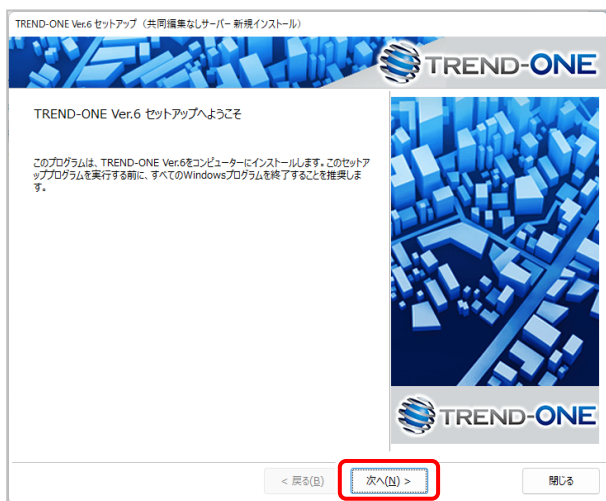 TREND-ONE Ver.6 セットアップ（共同編集なしサーバー 新規インストール）
TREND-ONE
TREND-ONE Ver.6 セットアップへようこそ
このプログラムは、TREND-ONE Ver.6をコンピューターにインストールします。このセットア
ッププログラムを実行する前に、すべてのWindowsプログラムを終了することを推奨しま
す。
TREND-ONE
< 戻る(B)
次へ(N) >
閉じる